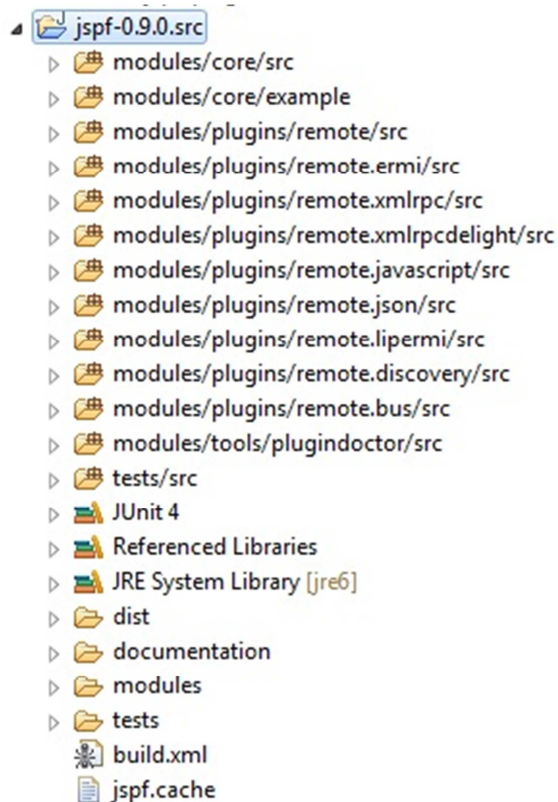 jspf-0.9.0.src
modules/core/src
modules/core/example
modules/plugins/remote/src
modules/plugins/remote.ermi/src
modules/plugins/remote.xmlrpc/src
modules/plugins/remote.xmlrpcdelight/src
modules/plugins/remote.javascript/src
modules/plugins/remote.json/src
modules/plugins/remote.lipermi/src
modules/plugins/remote.discovery/src
modules/plugins/remote.bus/src
modules/tools/plugindoctor/src
tests/src
JUnit 4
Referenced Libraries
JRE System Library [jre6]
dist
documentation
modules
tests
build.xml
jspf.cache